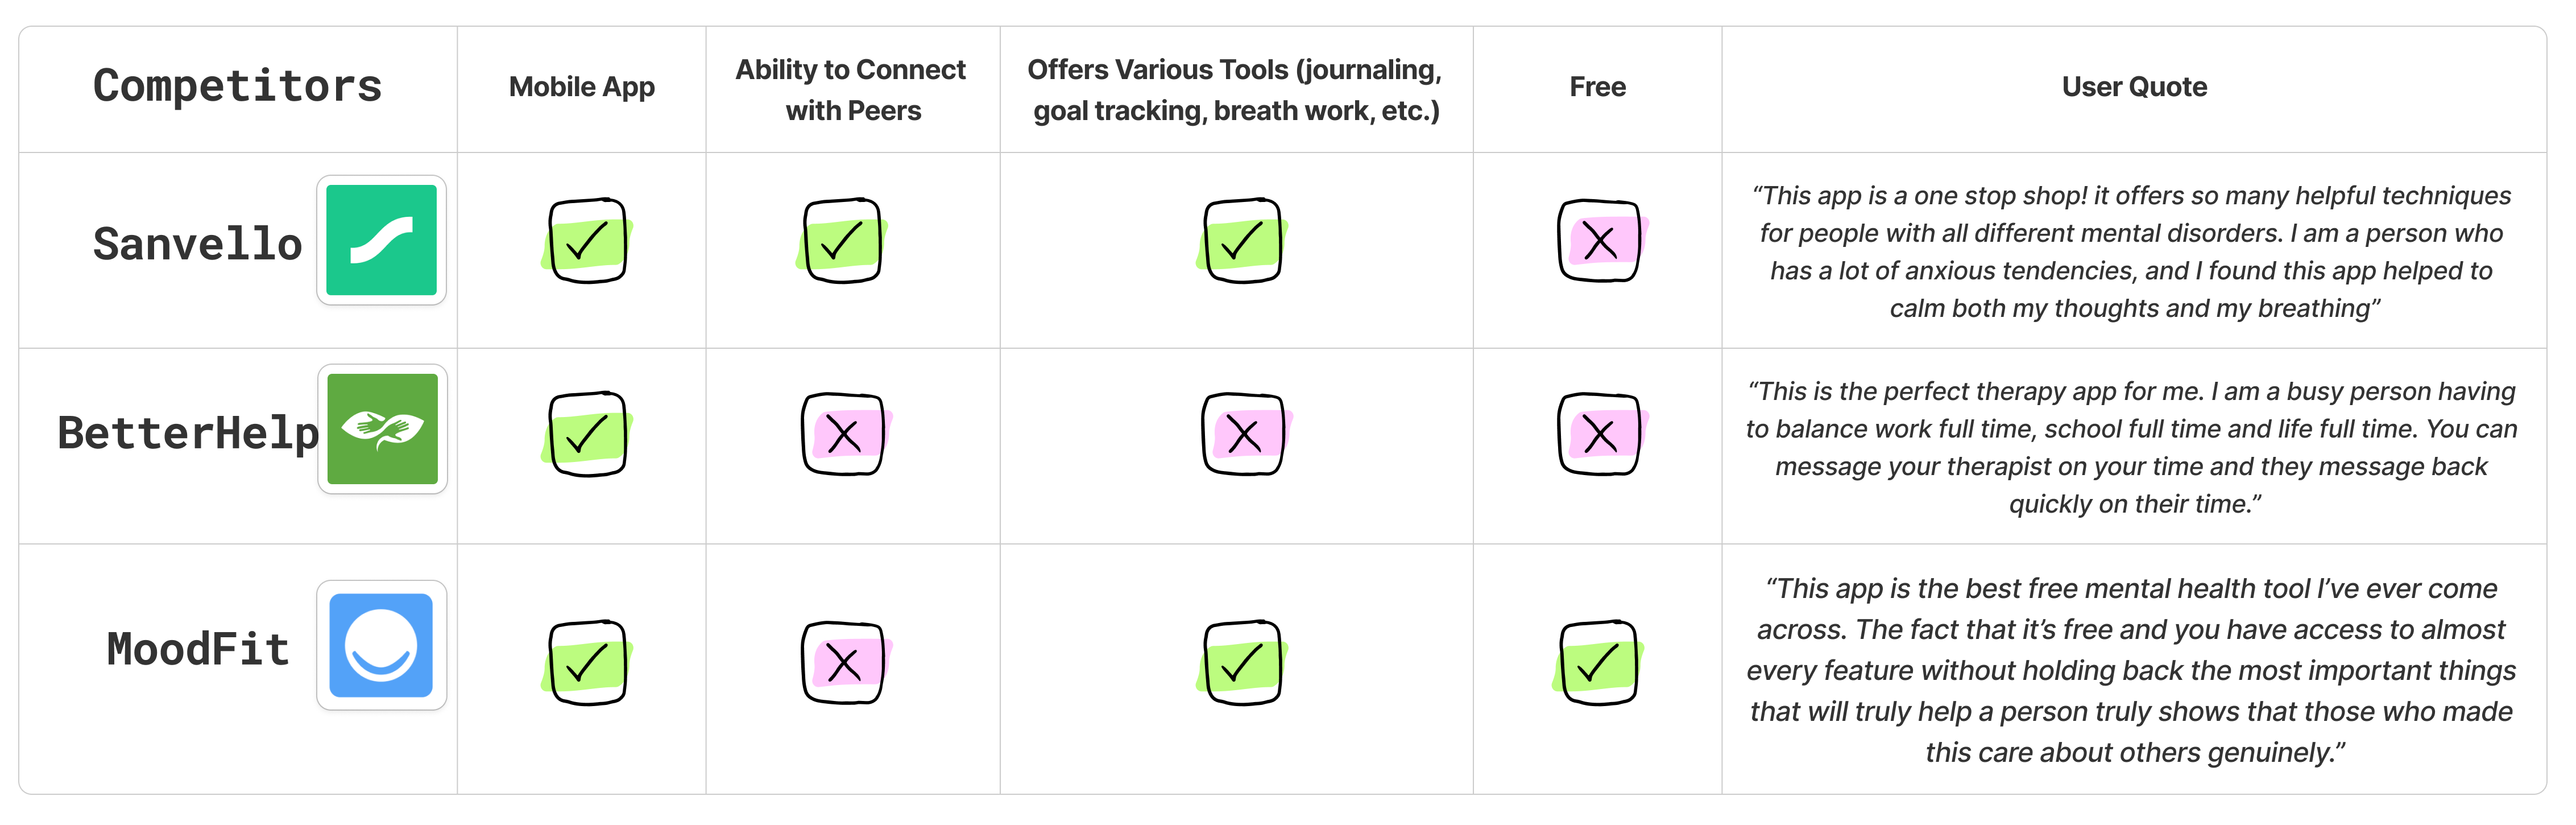 Competitors
Mobile App
Ability to Connect
with Peers
Offers Various Tools (journaling,
goal tracking, breath work, etc.)
Free
User Quote
Sanvello
“This app is a one stop shop! it offers so many helpful techniques
for people with all different mental disorders. I am a person who
has a lot of anxious tendencies, and I found this app helped to
calm both my thoughts and my breathing”
BetterHelp
“This is the perfect therapy app for me. I am a busy person having
to balance work full time, school full time and life full time. You can
message your therapist on your time and they message back
quickly on their time.”
MoodFit
“This app is the best free mental health tool I’ve ever come
across. The fact that it’s free and you have access to almost
every feature without holding back the most important things
that will truly help a person truly shows that those who made
this care about others genuinely.”